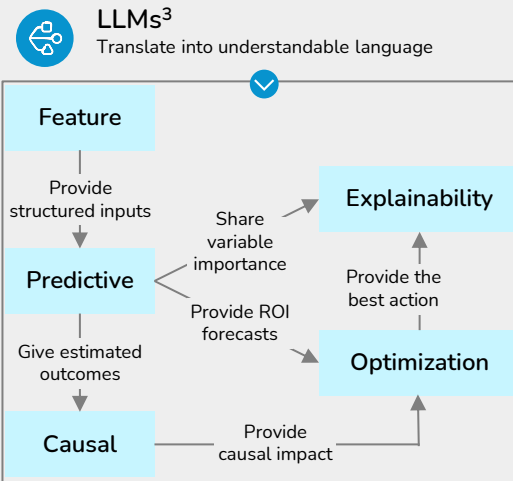 LLMs³
Translate into understandable language
Feature
Provide
structured inputs
Share
variable
importance
Explainability
Predictive
Provide ROI
forecasts
Provide the
best action
Give estimated
outcomes
Optimization
Causal
Provide
causal impact